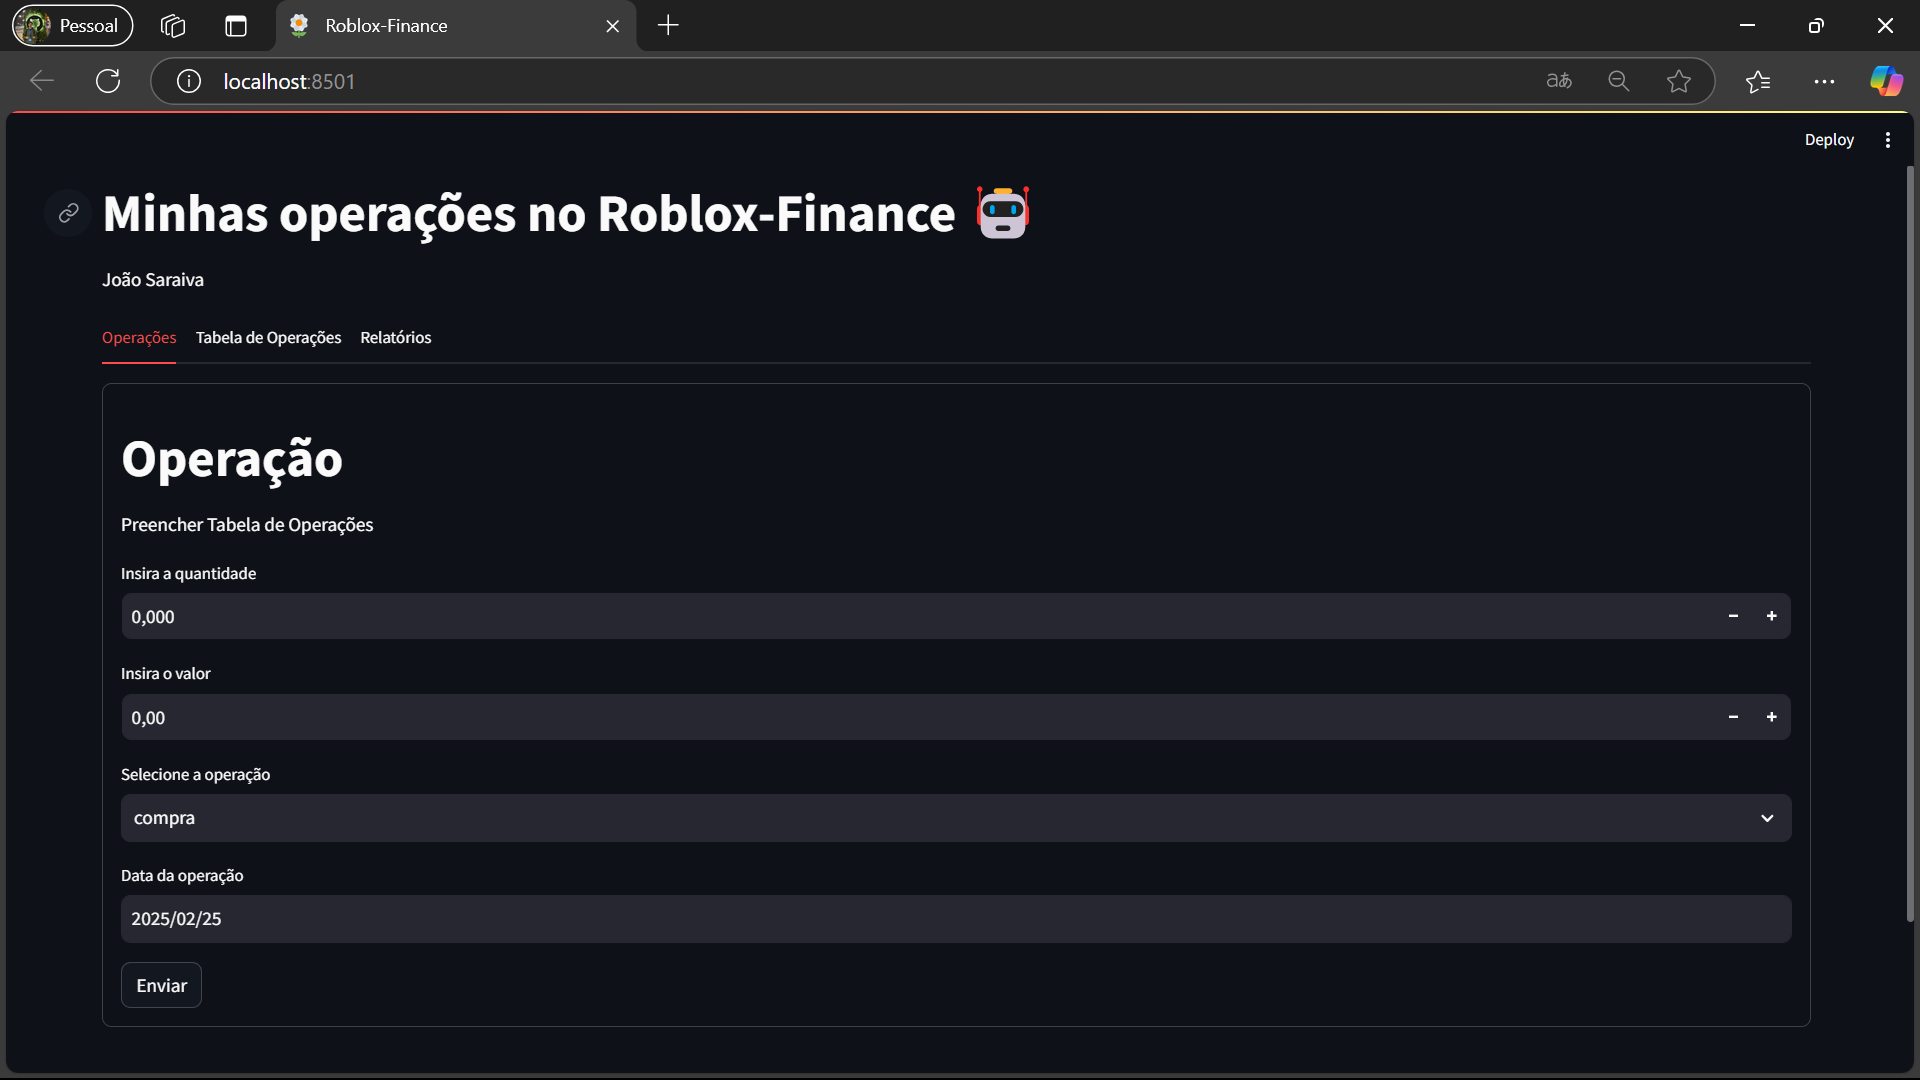 Pessoal
Roblox-Finance
localhost:8501
aあ
Deploy
Minhas operações no Roblox-Finance
João Saraiva
Operações Tabela de Operações Relatórios
Operação
Preencher Tabela de Operações
Insira a quantidade
0,000
Insira o valor
0,00
Selecione a operação
compra
Data da operação
2025/02/25
Enviar